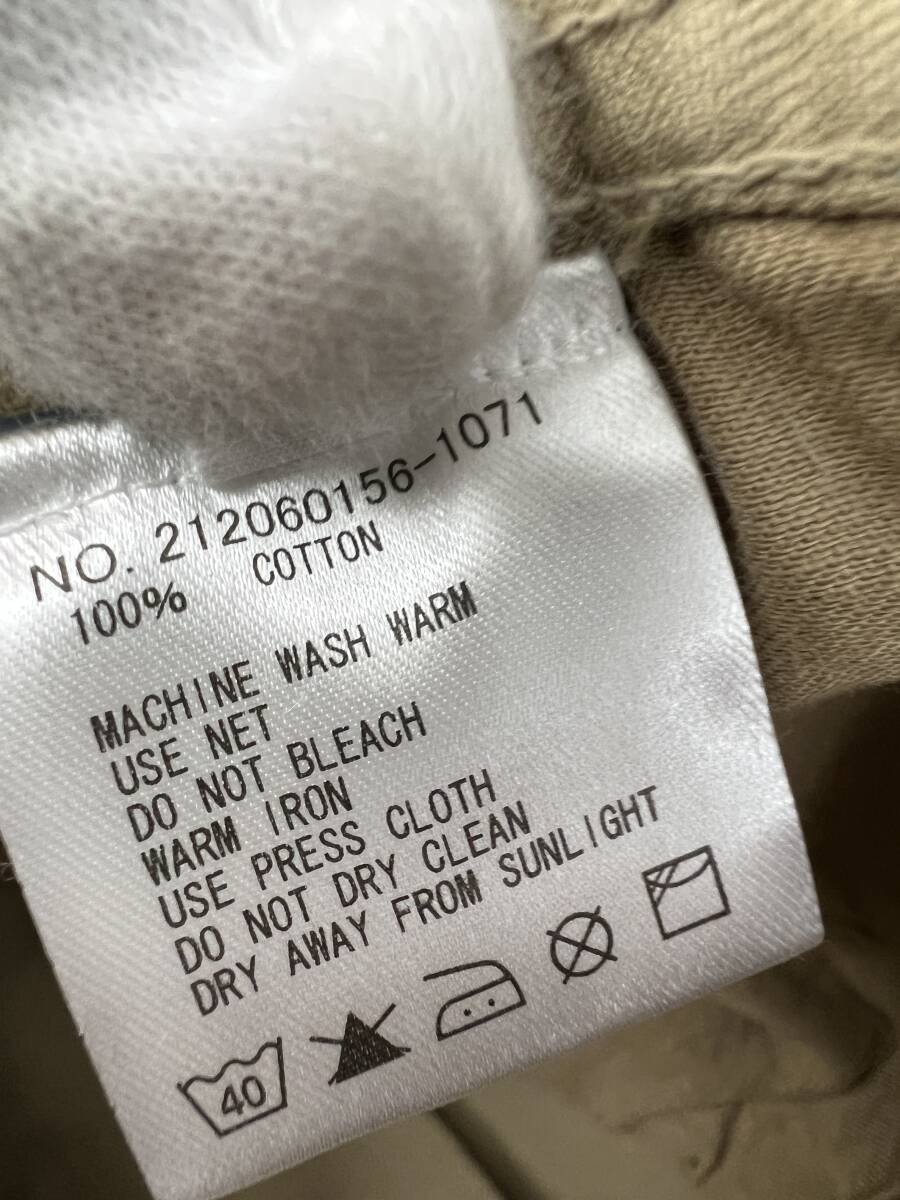 NO. 212060156-1071
100% COTTON
MACHINE WASH WARM
USE NET
DO NOT BLEACH
WARM IRON
USE PRESS CLOTH
DO NOT DRY CLEAN
DRY AWAY FROM SUNLIGHT
40